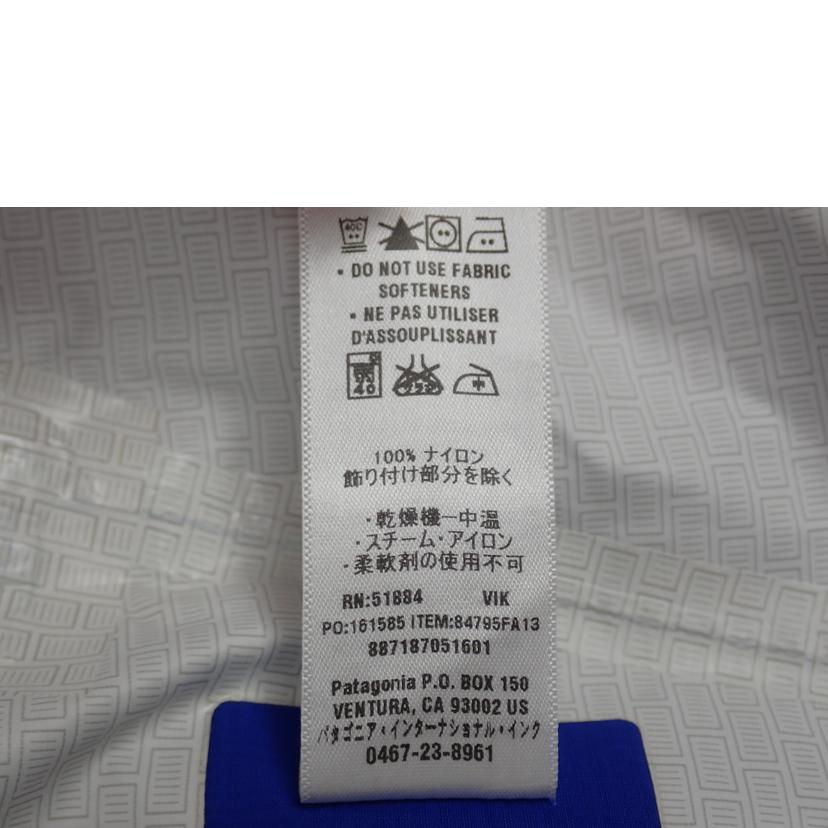 40C
• DO NOT USE FABRIC
SOFTENERS
• NE PAS UTILISER
D'ASSOUPLISSANT
40
中
100% ナイロン
飾り付け部分を除く
・乾燥機ー中温
・スチーム・アイロン
・柔軟剤の使用不可
RN:51884 VIK
PO:161585 ITEM:84795FA13
887187051601
Patagonia P.O. BOX 150
VENTURA, CA 93002 US
パタゴニア・インターナショナル・インク
0467-23-8961